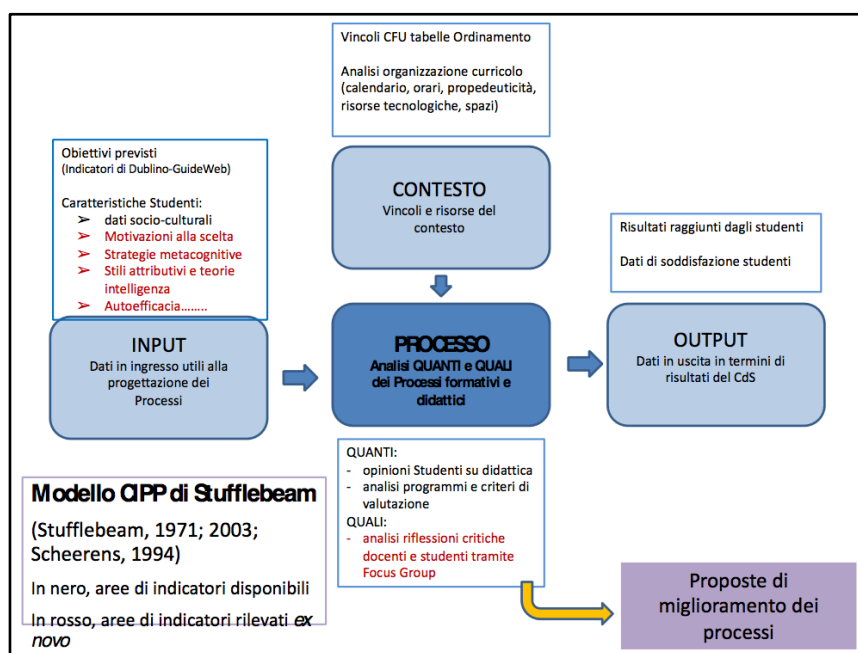 Vincoli CFU tabelle Ordinamento
Analisi organizzazione curricolo
(calendario, orari, propedeuticità,
risorse tecnologiche, spazi)
Obiettivi previsti
(Indicatori di Dublino-GuideWeb)
Caratteristiche Studenti:
➢ dati socio-culturali
➢ Motivazioni alla scelta
➢ Strategie metacognitive
➢ Stili attributivi e teorie
intelligenza
➢ Autoefficacia........
CONTESTO
Vincoli e risorse del
contesto
Risultati raggiunti dagli studenti
Dati di soddisfazione studenti
INPUT
Dati in ingresso utili alla
progettazione dei
Processi
PROCESSO
Analisi QUANTI e QUALI
dei Processi formativi e
didattici
OUTPUT
Dati in uscita in termini di
risultati del CdS
QUANTI:
- opinioni Studenti su didattica
- analisi programmi e criteri di
valutazione
QUALI:
- analisi riflessioni critiche
docenti e studenti tramite
Focus Group
Modello CIPP di Stufflebeam
(Stufflebeam, 1971; 2003;
Scheerens, 1994)
In nero, aree di indicatori disponibili
In rosso, aree di indicatori rilevati ex
novo
Proposte di
miglioramento dei
processi